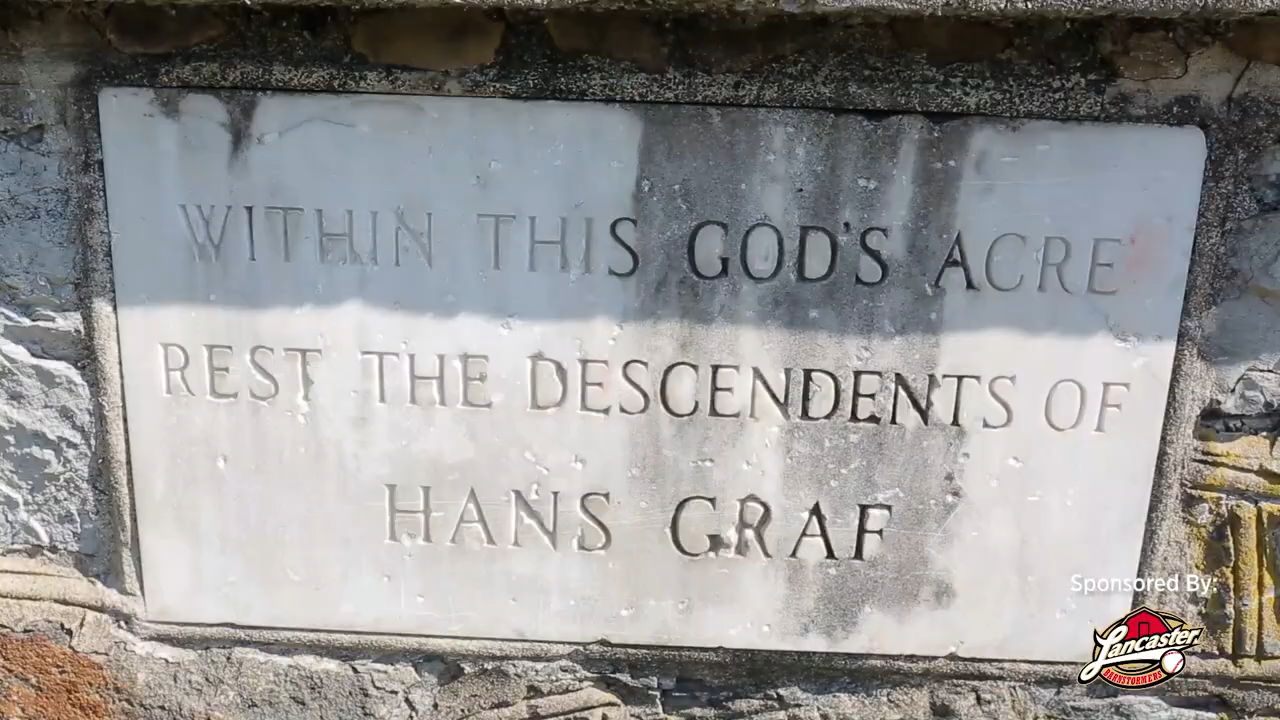 WITHIN THIS GOD'S ACRE
REST THE DESCENDENTS OF
HANS GRAF
Sponsored By:
Lancaster
BARNSTORMERS